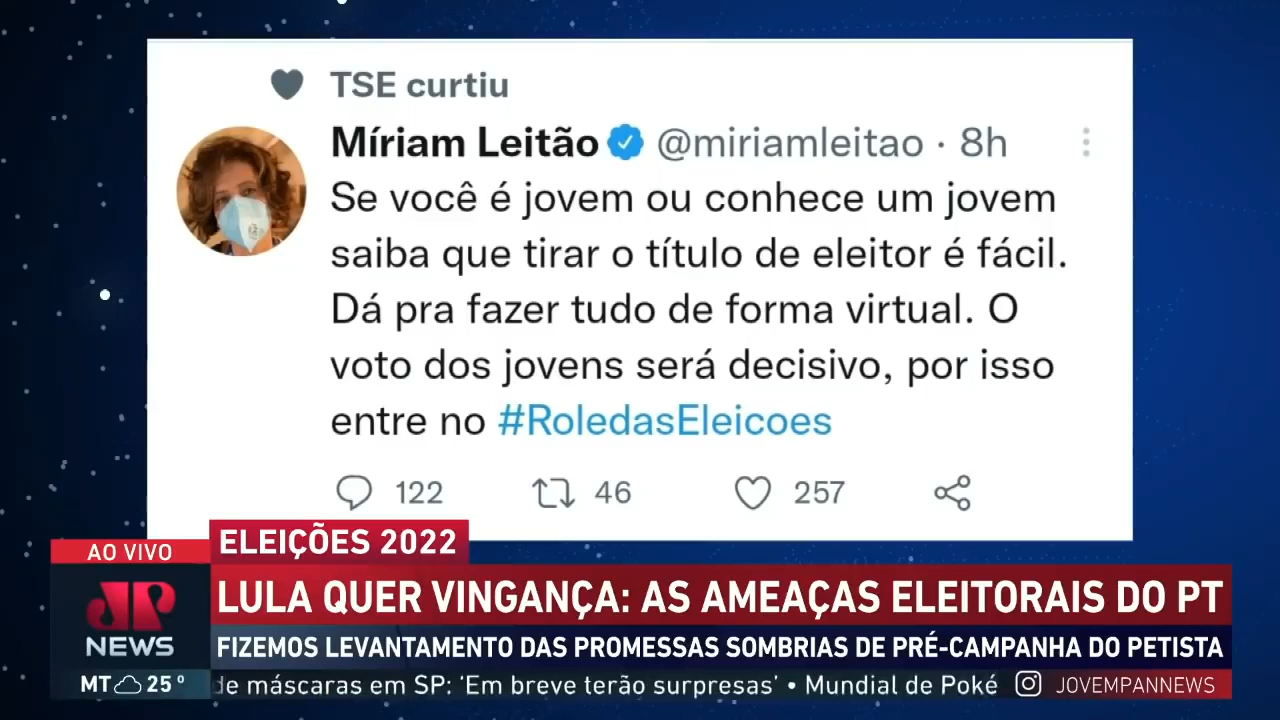 TSE curtiu
Míriam Leitão @miriamleitao · 8h
Se você é jovem ou conhece um jovem
saiba que tirar o título de eleitor é fácil.
Dá pra fazer tudo de forma virtual. O
voto dos jovens será decisivo, por isso
entre no #RoledasEleicoes
122 46 257
ELEIÇÕES 2022
AO VIVO
LULA QUER VINGANÇA: AS AMEAÇAS ELEITORAIS DO PT
JP
NEWS
FIZEMOS LEVANTAMENTO DAS PROMESSAS SOMBRIAS DE PRÉ-CAMPANHA DO PETISTA
MT 25° de máscaras em SP: 'Em breve terão surpresas' • Mundial de Poké JOVEMPANNEWS